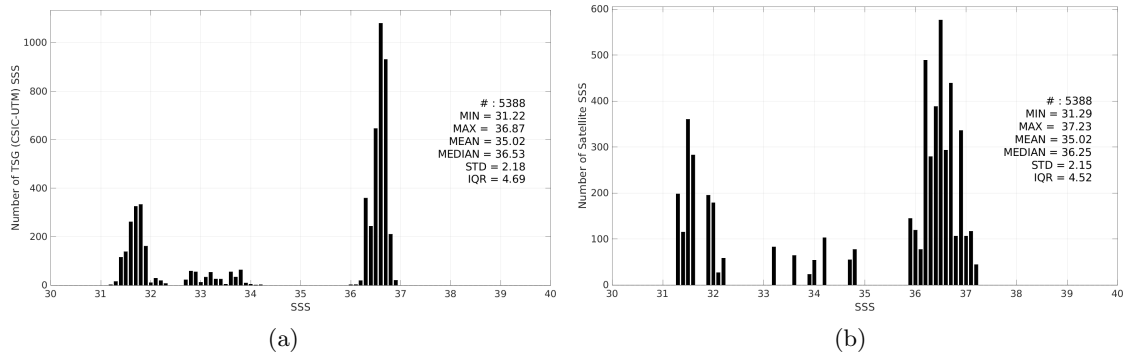 Number of TSG (CSIC-UTM) SSS
1000
800
600
400
200
0
# : 5388
MIN = 31.22
MAX = 36.87
MEAN = 35.02
MEDIAN = 36.53
STD = 2.18
IQR = 4.69
30 31 32 33 34 35 36 37 38 39 40
SSS
(a)
Number of Satellite SSS
600
500
400
300
200
100
0
# : 5388
MIN = 31.29
MAX = 37.23
MEAN = 35.02
MEDIAN = 36.25
STD = 2.15
IQR = 4.52
30 31 32 33 34 35 36 37 38 39 40
SSS
(b)